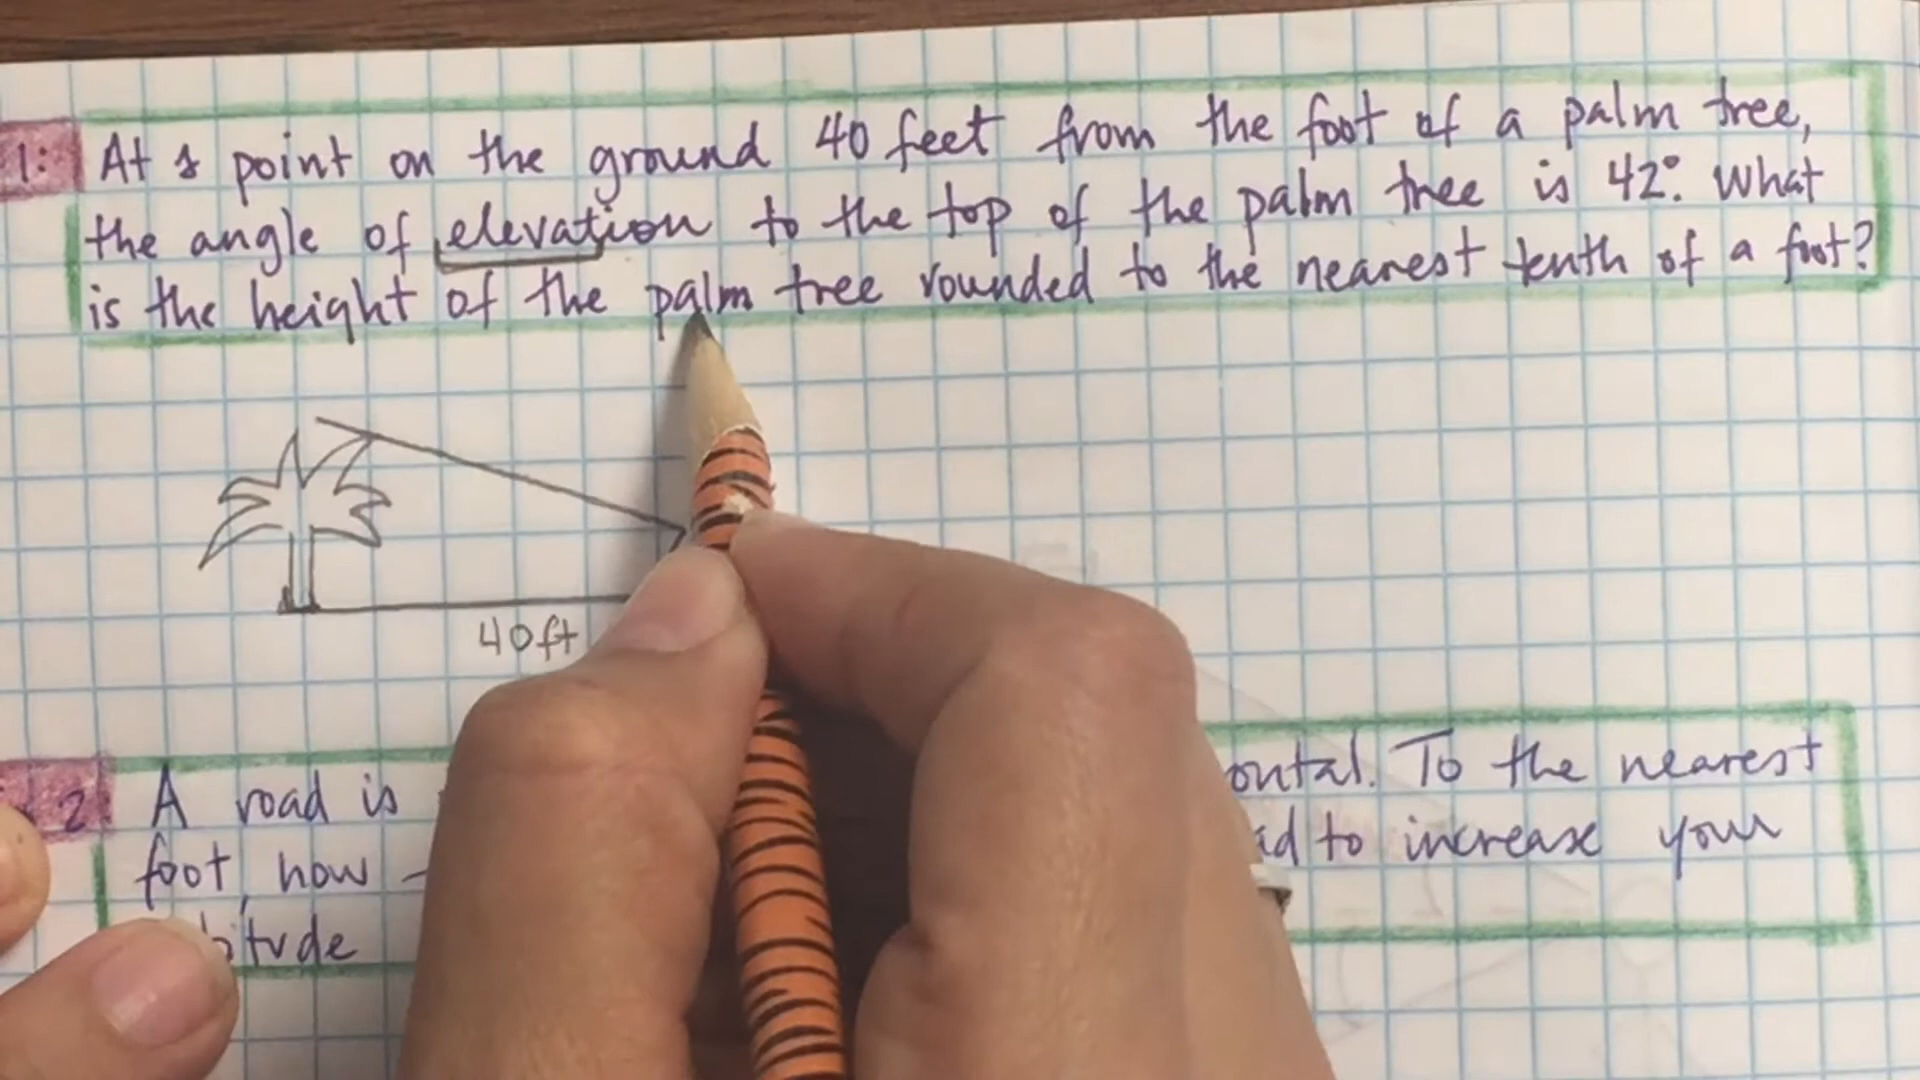 1: At a point on the ground 40 feet from the foot of a palm tree,
the angle of elevation to the top of the palm tree is 42°. What
is the height of the palm tree rounded to the nearest tenth of a foot?
40ft
2 A road is ontal. To the nearest
foot, how ad to increase your
itude